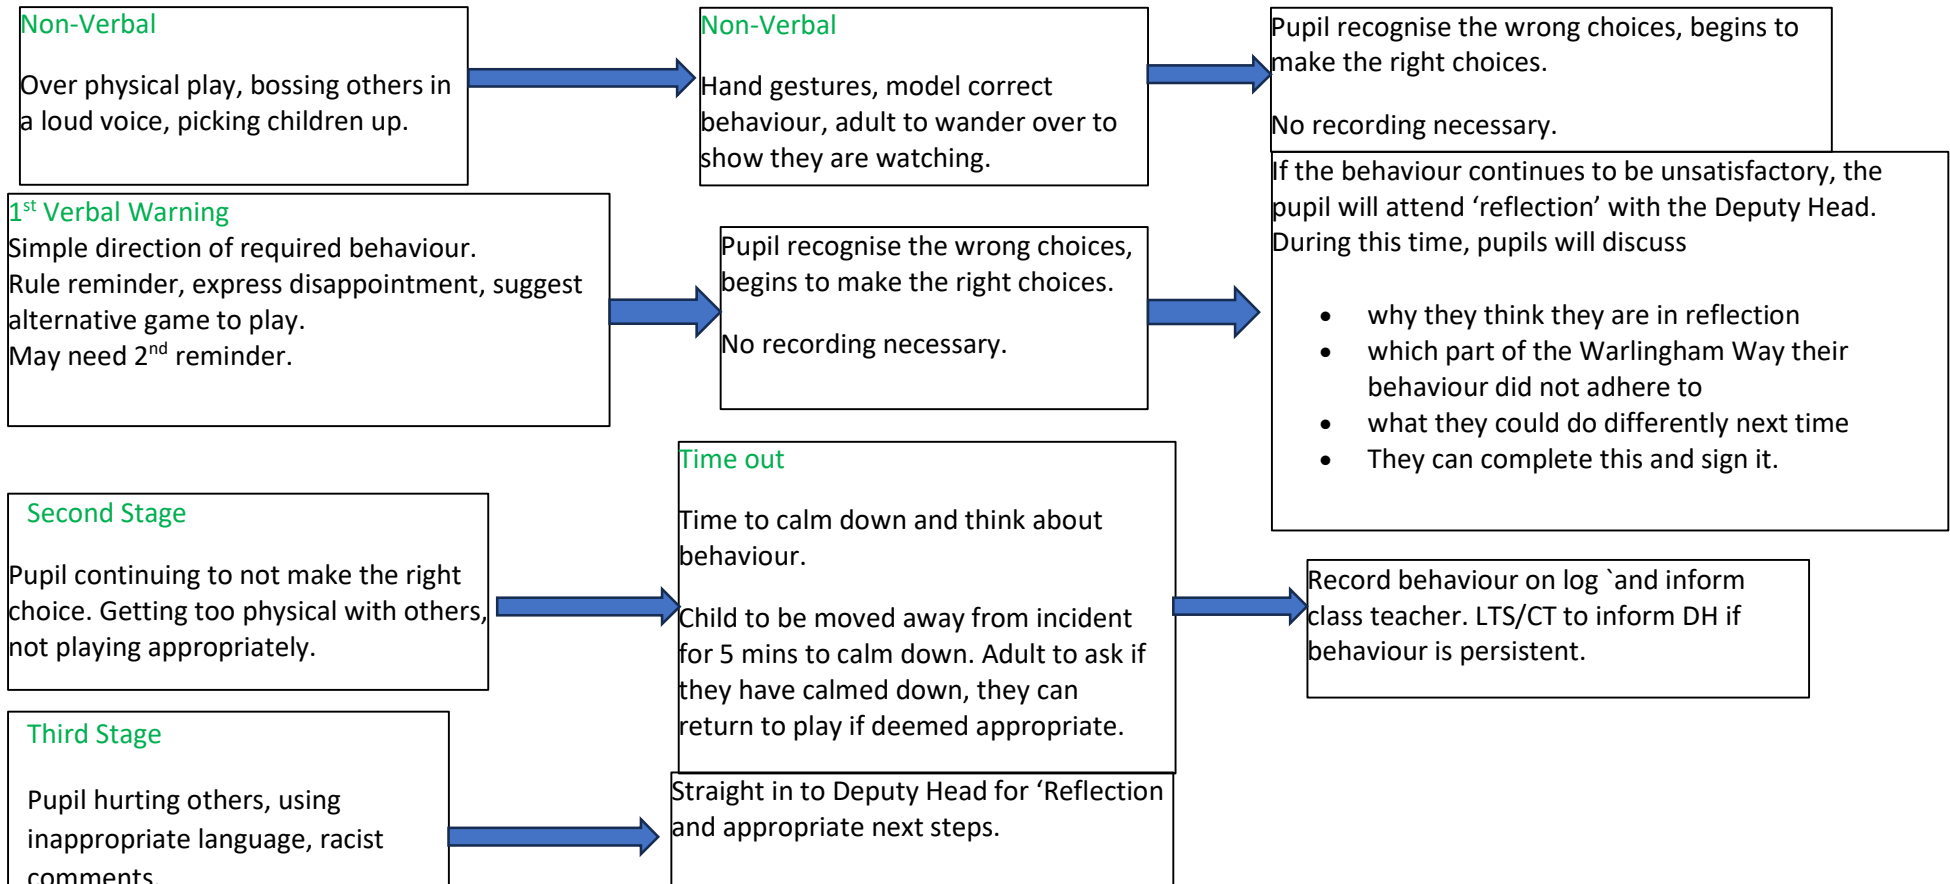 Non-Verbal
Over physical play, bossing others in
a loud voice, picking children up.
Non-Verbal
Hand gestures, model correct
behaviour, adult to wander over to
show they are watching.
Pupil recognise the wrong choices, begins to
make the right choices.
No recording necessary.
1st Verbal Warning
Simple direction of required behaviour.
Rule reminder, express disappointment, suggest
alternative game to play.
May need 2nd reminder.
Pupil recognise the wrong choices,
begins to make the right choices.
No recording necessary.
If the behaviour continues to be unsatisfactory, the
pupil will attend ‘reflection’ with the Deputy Head.
During this time, pupils will discuss
• why they think they are in reflection
• which part of the Warlingham Way their
behaviour did not adhere to
• what they could do differently next time
• They can complete this and sign it.
Second Stage
Pupil continuing to not make the right
choice. Getting too physical with others,
not playing appropriately.
Time out
Time to calm down and think about
behaviour.
Child to be moved away from incident
for 5 mins to calm down. Adult to ask if
they have calmed down, they can
return to play if deemed appropriate.
Record behaviour on log `and inform
class teacher. LTS/CT to inform DH if
behaviour is persistent.
Third Stage
Pupil hurting others, using
inappropriate language, racist
comments.
Straight in to Deputy Head for ‘Reflection
and appropriate next steps.